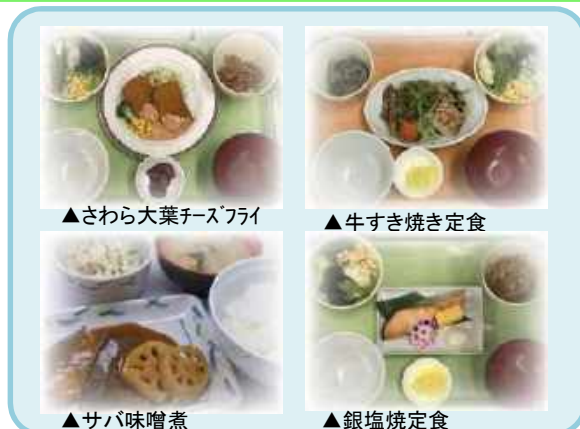 ▲さわら大葉チーズフライ
▲牛すき焼き定食
▲サバ味噌煮
▲銀塩焼定食